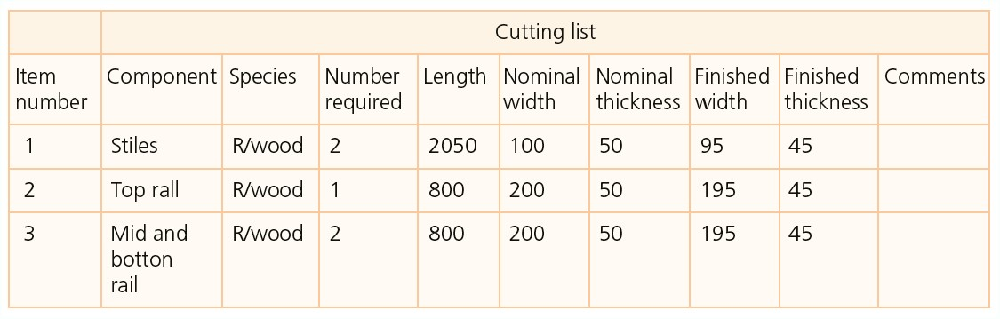 Cutting list
Item number Component Species Number required Length Nominal width Nominal thickness Finished width Finished thickness Comments
1 Stiles R/wood 2 2050 100 50 95 45
2 Top rall R/wood 1 800 200 50 195 45
3 Mid and botton rail R/wood 2 800 200 50 195 45